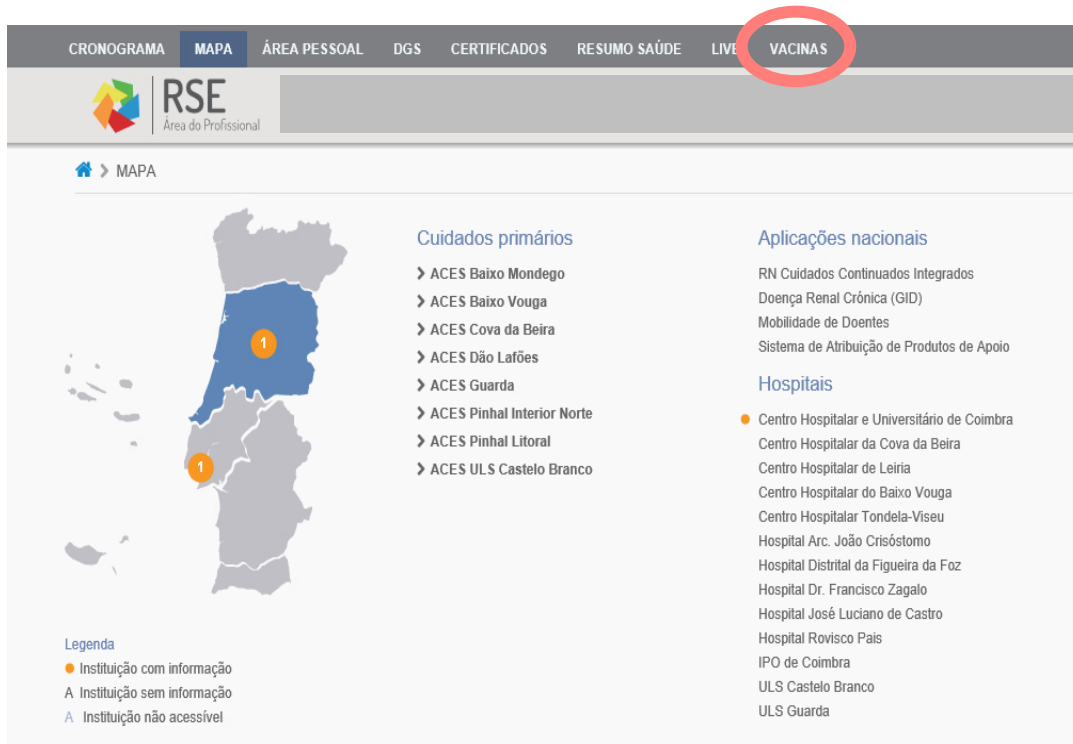 CRONOGRAMA MAPA ÁREA PESSOAL DGS CERTIFICADOS RESUMO SAÚDE LIVE VACINAS
RSE
Área do Profissional
MAPA
1
1
Legenda
Instituição com informação
A Instituição sem informação
A Instituição não acessível
Cuidados primários
ACES Baixo Mondego
ACES Baixo Vouga
ACES Cova da Beira
ACES Dão Lafões
ACES Guarda
ACES Pinhal Interior Norte
ACES Pinhal Litoral
ACES ULS Castelo Branco
Aplicações nacionais
RN Cuidados Continuados Integrados
Doença Renal Crónica (GID)
Mobilidade de Doentes
Sistema de Atribuição de Produtos de Apoio
Hospitais
Centro Hospitalar e Universitário de Coimbra
Centro Hospitalar da Cova da Beira
Centro Hospitalar de Leiria
Centro Hospitalar do Baixo Vouga
Centro Hospitalar Tondela-Viseu
Hospital Arc. João Crisóstomo
Hospital Distrital da Figueira da Foz
Hospital Dr. Francisco Zagalo
Hospital José Luciano de Castro
Hospital Rovisco Pais
IPO de Coimbra
ULS Castelo Branco
ULS Guarda